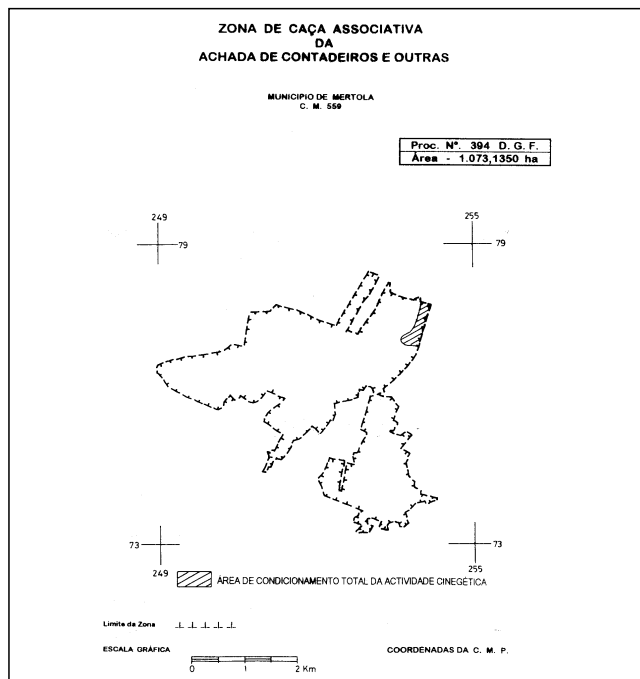 ZONA DE CAÇA ASSOCIATIVA
DA
ACHADA DE CONTADEIROS E OUTRAS
MUNICIPIO DE MERTOLA
C. M. 559
Proc. Nº. 394 D. G. F.
Área - 1.073,1350 ha
249
79
255
79
73
249
73
255
ÁREA DE CONDICIONAMENTO TOTAL DA ACTIVIDADE CINEGÉTICA
Limite da Zona
ESCALA GRÁFICA
0 1 2 Km
COORDENADAS DA C. M. P.